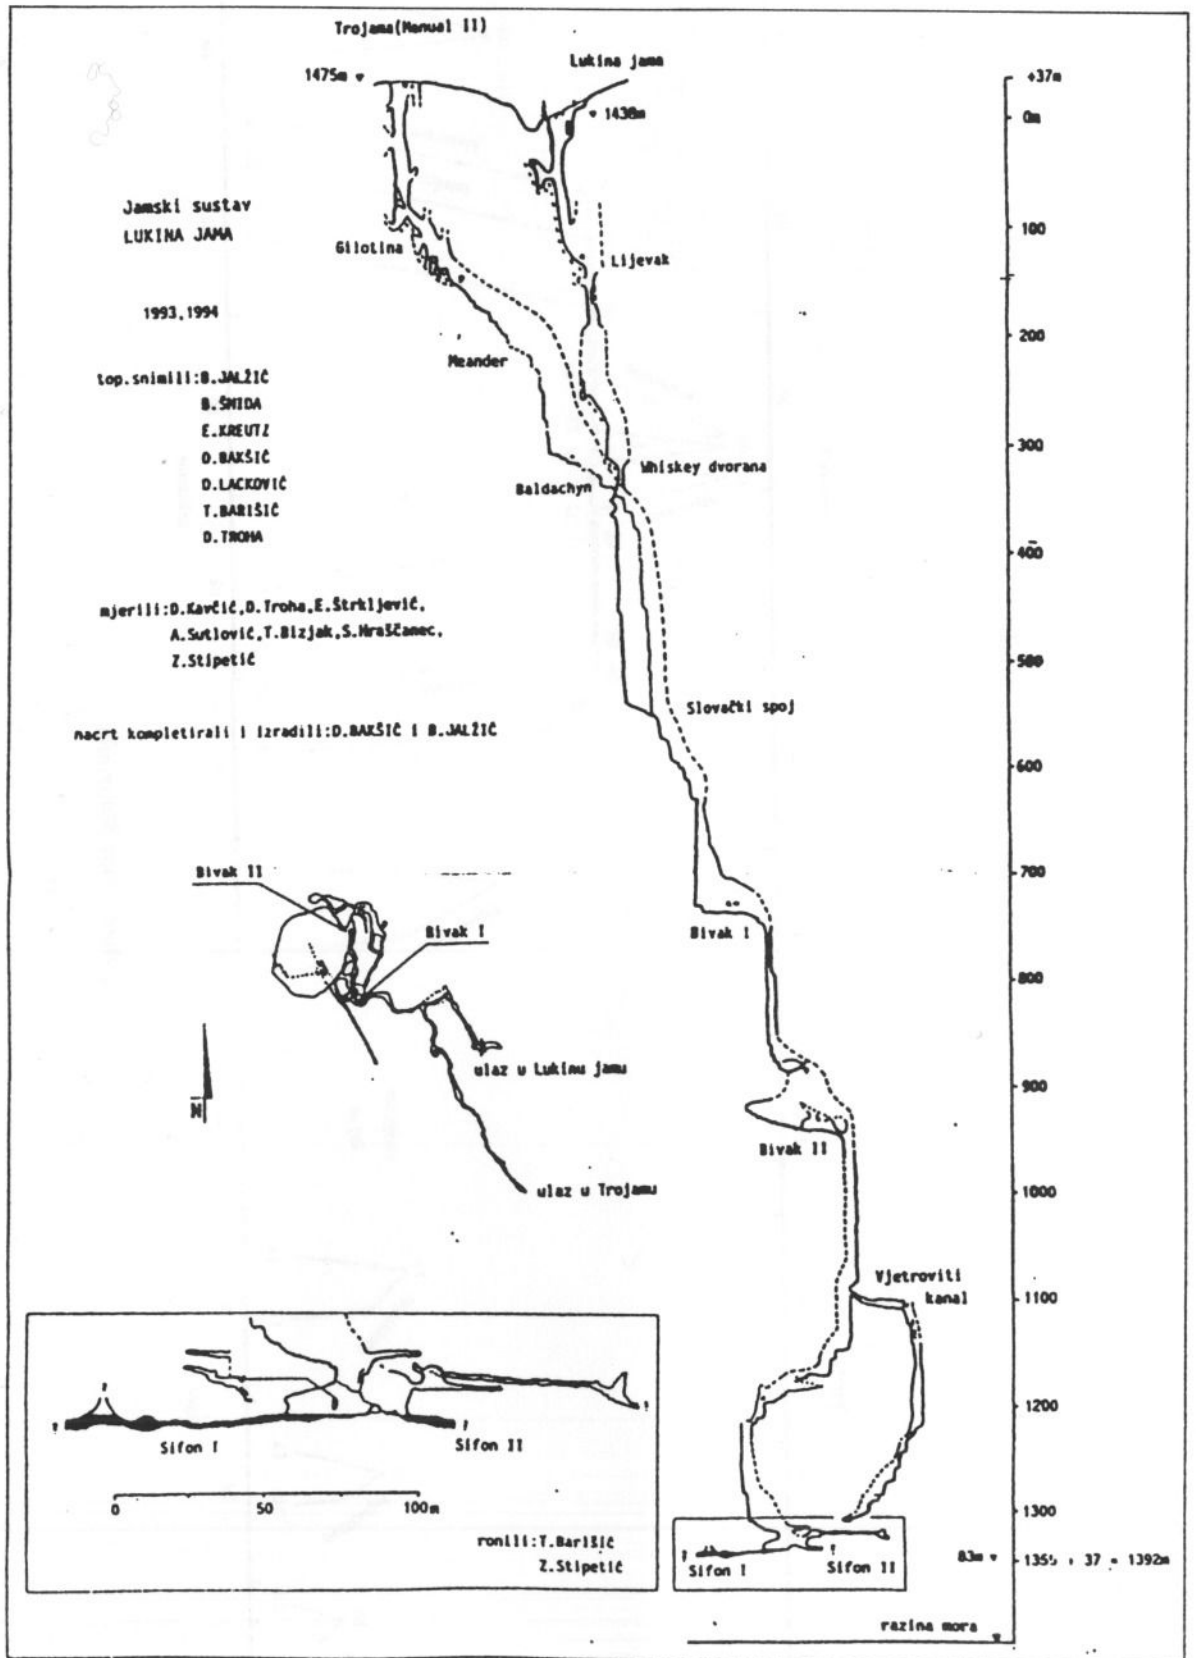 Trojama(Manual II)
Lukina jama
1475m
1438m
+37m
0m
100
200
300
400
500
600
700
800
900
1000
1100
1200
1300
Jamski sustav
LUKINA JAMA
1993,1994
top.snimili:B.JALŽIĆ
B.ŠMIDA
E.KREUTZ
D.BAKŠIĆ
D.LACKOVIĆ
T.BARIŠIĆ
D.TROHA
mjerili:D.Kavčić,D.Troha,E.Štrkljević,
A.Sutlović,T.Bizjak,S.Hraščanec,
Z.Stipetić
nacrt kompletirali i izradili:D.BAKŠIĆ i B.JALŽIĆ
Gilotina
Lijevak
Meander
Whiskey dvorana
Baldachyn
Slovački spoj
Bivak I
Bivak II
Vjetroviti
kanal
Bivak II
Bivak I
ulaz u Lukinu jamu
ulaz u Trojamu
N
?
?
?
?
Sifon I
Sifon II
0
50
100m
ronili:T.Barišić
Z.Stipetić
?
?
Sifon I
Sifon II
83m
1355 + 37 = 1392m
razina mora